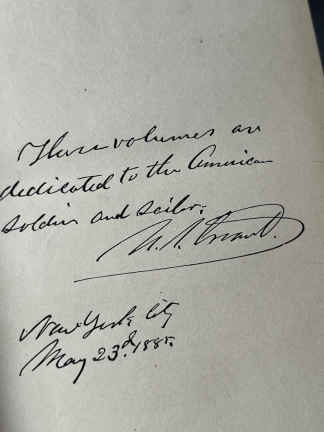 These volumes are
dedicated to the American
soldier and sailor.
U. S. Grant.
New York City
May 23d. 1885.